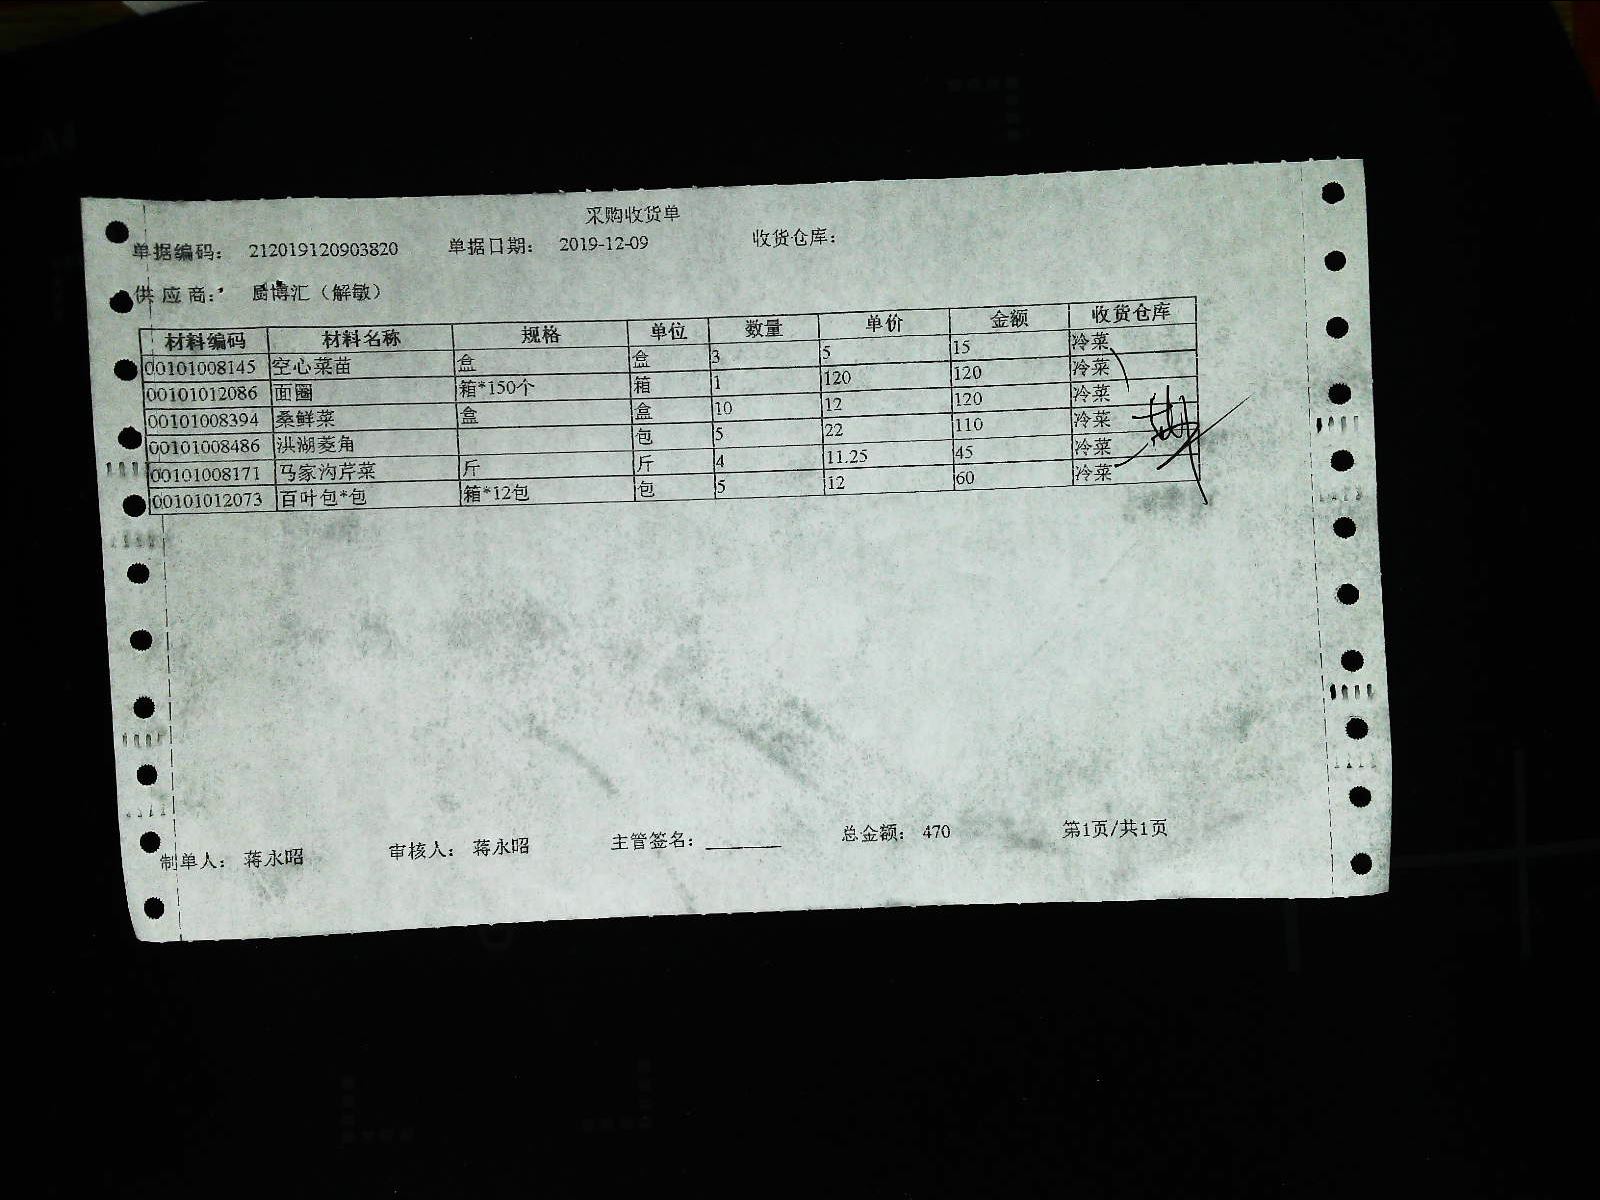 采购收货单
单据编码： 212019120903820 单据日期： 2019-12-09 收货仓库：
供应商： 厨博汇（解敏）
材料编码 材料名称 规格 单位 数量 单价 金额 收货仓库
00101008145 空心菜苗 盒 盒 3 5 15 冷菜
00101012086 面圈 箱*150个 箱 1 120 120 冷菜
00101008394 桑鲜菜 盒 盒 10 12 120 冷菜
00101008486 洪湖菱角 包 5 22 110 冷菜
00101008171 马家沟芹菜 斤 斤 4 11.25 45 冷菜
00101012073 百叶包*包 箱*12包 包 5 12 60 冷菜
制单人： 蒋永昭 审核人： 蒋永昭 主管签名： 总金额： 470 第1页/共1页